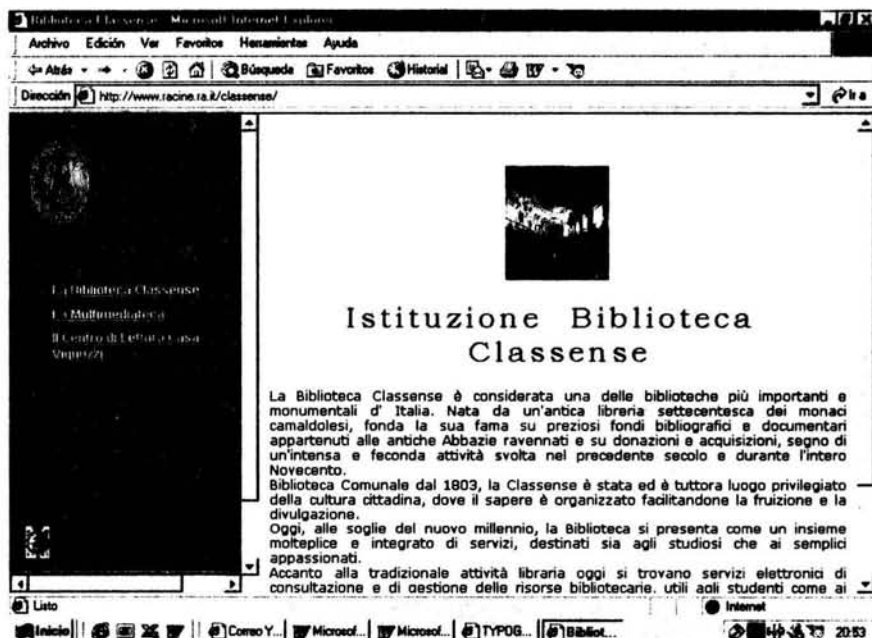 Biblioteca Classense - Microsoft Internet Explorer
Archivo Edición Ver Favoritos Herramientas Ayuda
Atrás Búsqueda Favoritos Historial
Dirección http://www.racine.ra.it/classense/ Ir a
La Biblioteca Classense
La Multimediateca
Il Centro di Lettura Casa
Istituzione Biblioteca
Classense
La Biblioteca Classense è considerata una delle biblioteche più importanti e
monumentali d' Italia. Nata da un'antica libreria settecentesca dei monaci
camaldolesi, fonda la sua fama su preziosi fondi bibliografici e documentari
appartenuti alle antiche Abbazie ravennati e su donazioni e acquisizioni, segno di
un'intensa e feconda attività svolta nel precedente secolo e durante l'intero
Novecento.
Biblioteca Comunale dal 1803, la Classense è stata ed è tuttora luogo privilegiato
della cultura cittadina, dove il sapere è organizzato facilitandone la fruizione e la
divulgazione.
Oggi, alle soglie del nuovo millennio, la Biblioteca si presenta come un insieme
molteplice e integrato di servizi, destinati sia agli studiosi che ai semplici
appassionati.
Accanto alla tradizionale attività libraria oggi si trovano servizi elettronici di
consultazione e di gestione delle risorse bibliotecarie, utili agli studenti come ai
Listo Internet
Inicio Correo Y... Microsof... Microsof... TYPOG... Bibliot... 20:53